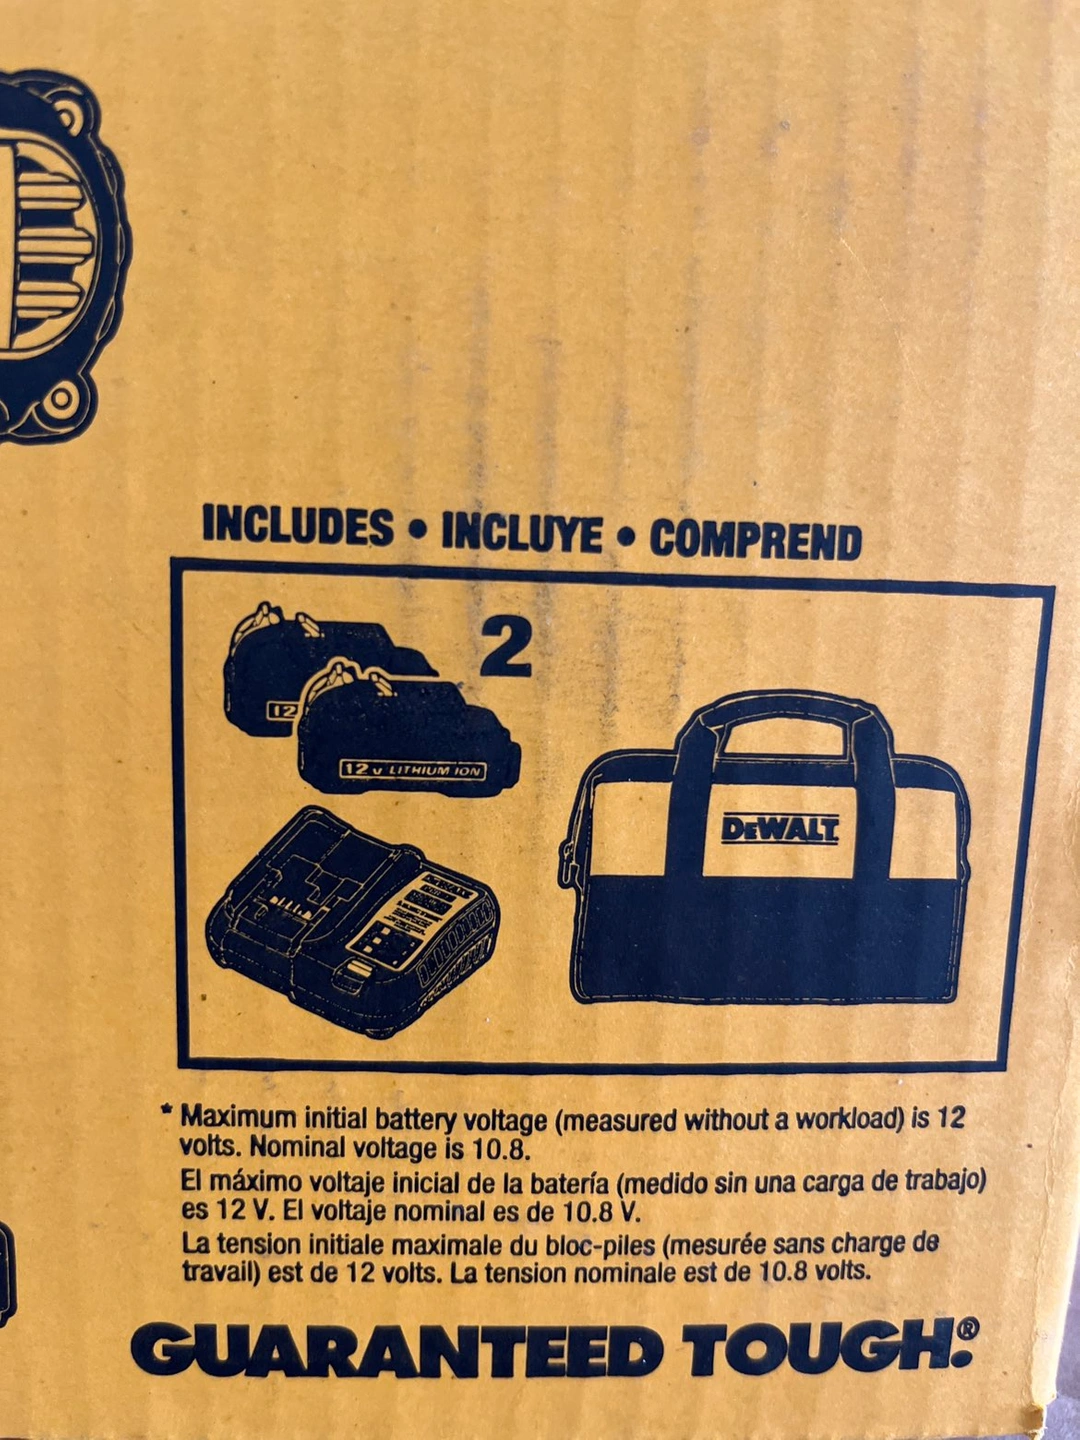 INCLUDES • INCLUYE • COMPREND
2
12
12 V LITHIUM ION
DEWALT
DEWALT
* Maximum initial battery voltage (measured without a workload) is 12
volts. Nominal voltage is 10.8.
El máximo voltaje inicial de la batería (medido sin una carga de trabajo)
es 12 V. El voltaje nominal es de 10.8 V.
La tension initiale maximale du bloc-piles (mesurée sans charge de
travail) est de 12 volts. La tension nominale est de 10.8 volts.
GUARANTEED TOUGH.®